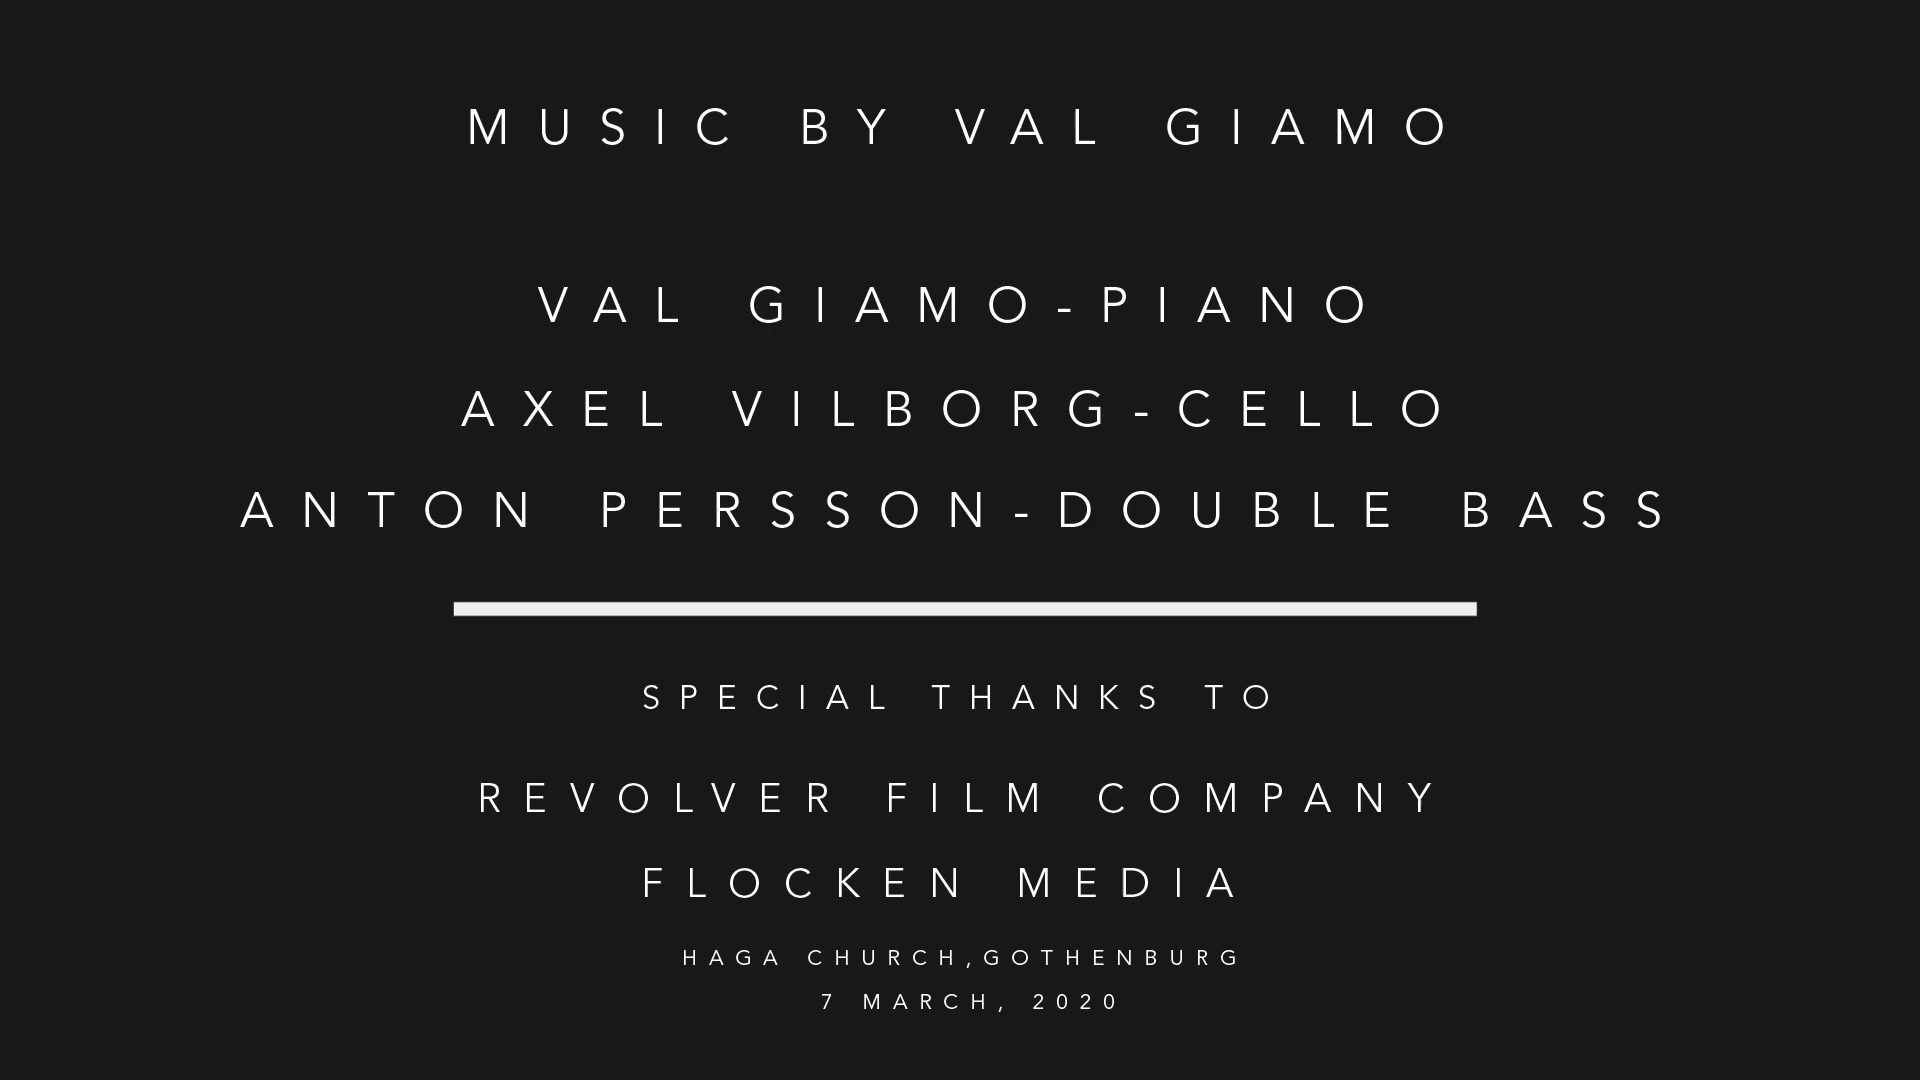 MUSIC BY VAL GIAMO
VAL GIAMO-PIANO
AXEL VILBORG-CELLO
ANTON PERSSON-DOUBLE BASS
SPECIAL THANKS TO
REVOLVER FILM COMPANY
FLOCKEN MEDIA
HAGA CHURCH,GOTHENBURG
7 MARCH, 2020